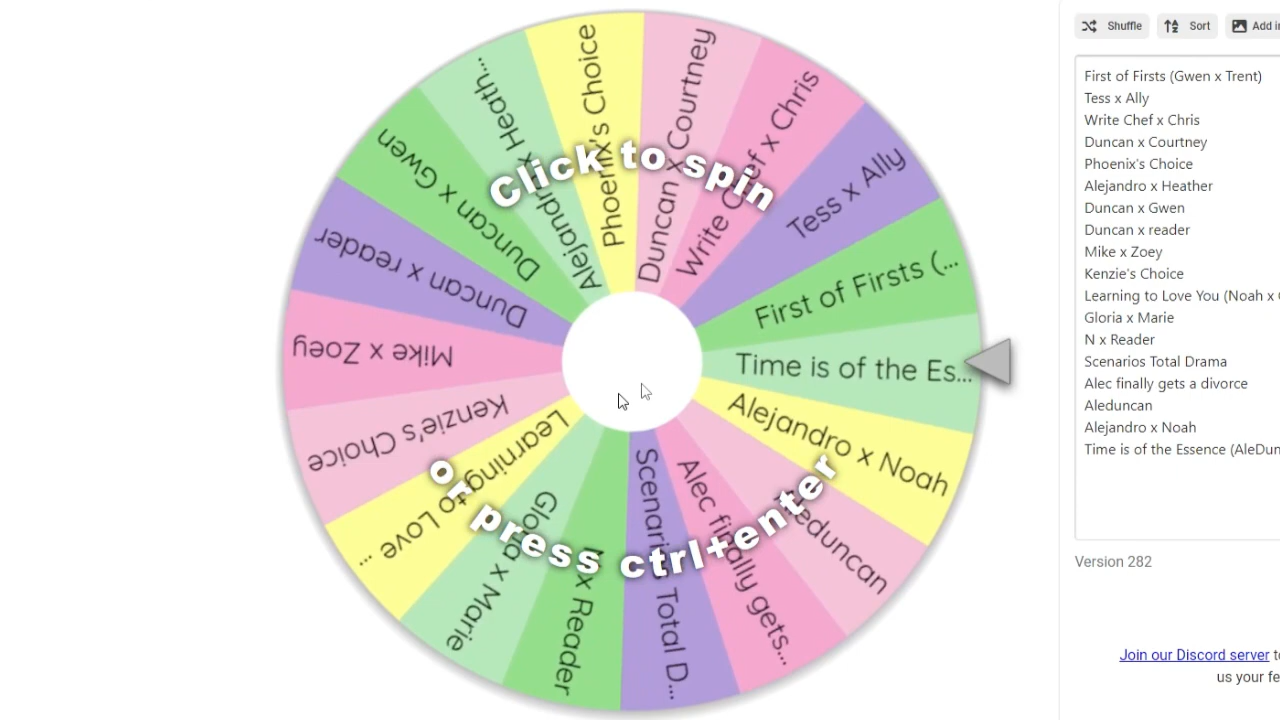 Shuffle
Sort
Add
First of Firsts (Gwen x Trent)
Tess x Ally
Write Chef x Chris
Duncan x Courtney
Phoenix's Choice
Alejandro x Heather
Duncan x Gwen
Duncan x reader
Mike x Zoey
Kenzie's Choice
Learning to Love You (Noah x
Gloria x Marie
N x Reader
Scenarios Total Drama
Alec finally gets a divorce
Aleduncan
Alejandro x Noah
Time is of the Essence (AleDun
Version 282
Join our Discord server
us your fe
Click to spin
or press ctrl+enter
Phoenix's Choice
Duncan x Courtney
Write Chef x Chris
Tess x Ally
First of Firsts (...
Time is of the Es...
Alejandro x Noah
Aleduncan
Alec finally gets...
Scenarios Total D...
N x Reader
Gloria x Marie
Learning to Love ...
Kenzie's Choice
Mike x Zoey
Duncan x reader
Duncan x Gwen
Alejandro x Heath...